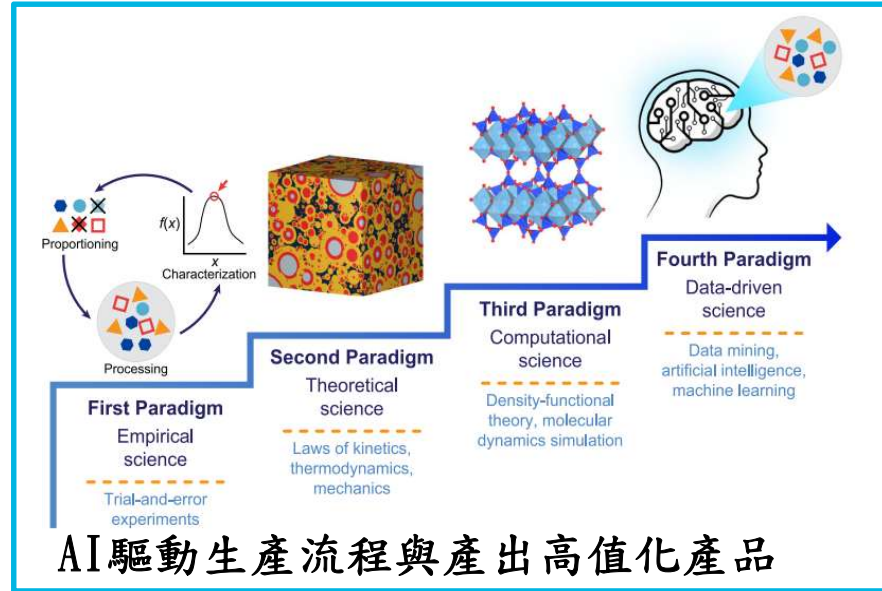 Proportioning
f(x)
x
Characterization
Processing
First Paradigm
Empirical
science
Trial-and-error
experiments
Second Paradigm
Theoretical
science
Laws of kinetics,
thermodynamics,
mechanics
Third Paradigm
Computational
science
Density-functional
theory, molecular
dynamics simulation
Fourth Paradigm
Data-driven
science
Data mining,
artificial intelligence,
machine learning
AI驅動生產流程與產出高值化產品